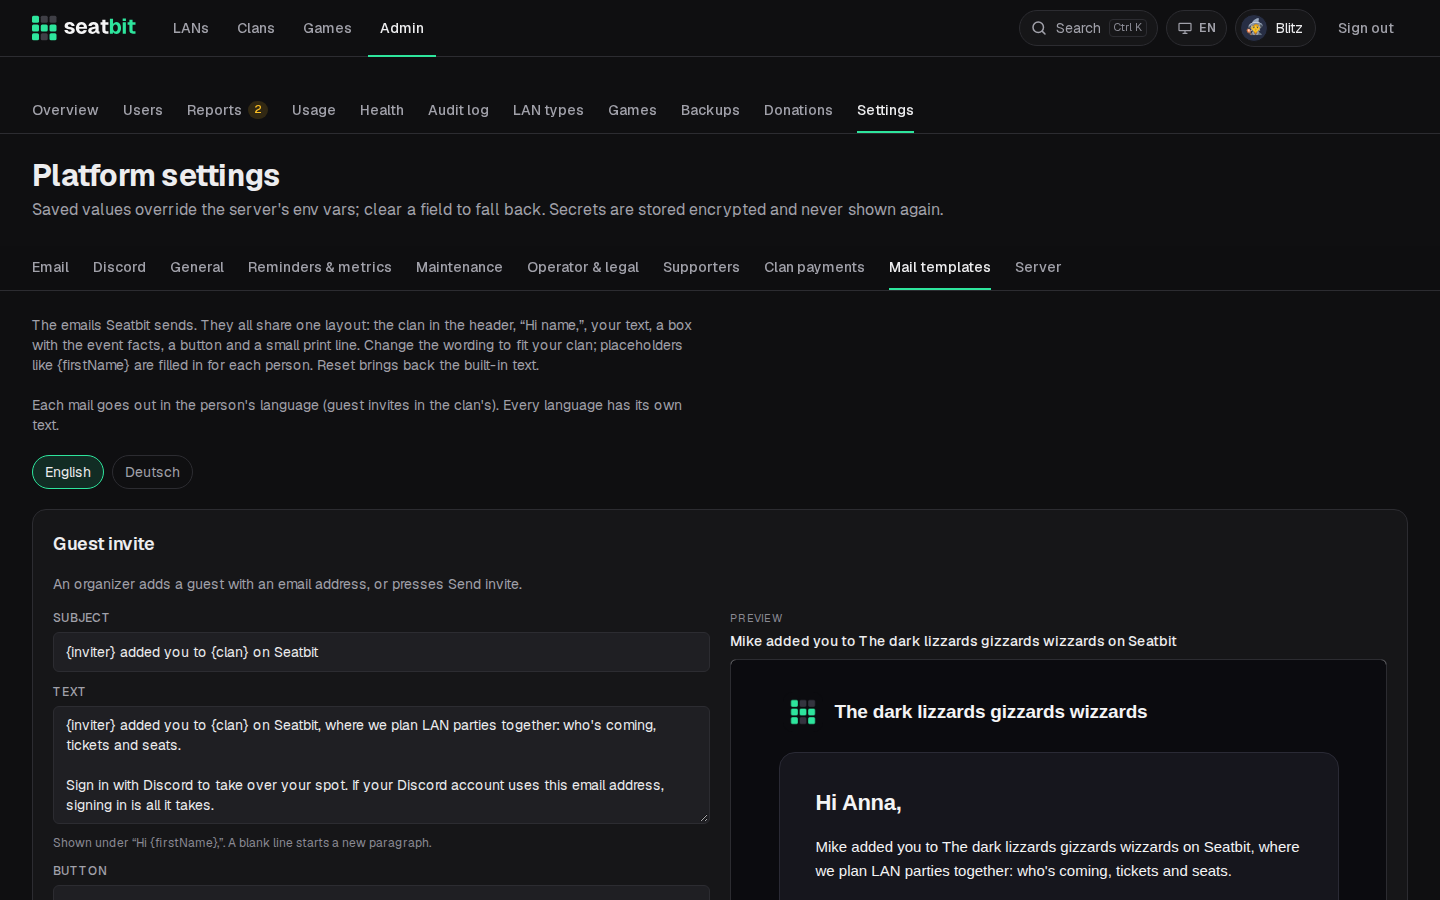 seatbit LANs Clans Games Admin Search Ctrl K EN Blitz Sign out
Overview Users Reports 2 Usage Health Audit log LAN types Games Backups Donations Settings
Platform settings
Saved values override the server's env vars; clear a field to fall back. Secrets are stored encrypted and never shown again.
Email Discord General Reminders & metrics Maintenance Operator & legal Supporters Clan payments Mail templates Server
The emails Seatbit sends. They all share one layout: the clan in the header, “Hi name,”, your text, a box
with the event facts, a button and a small print line. Change the wording to fit your clan; placeholders
like {firstName} are filled in for each person. Reset brings back the built-in text.
Each mail goes out in the person's language (guest invites in the clan's). Every language has its own
text.
English Deutsch
Guest invite
An organizer adds a guest with an email address, or presses Send invite.
SUBJECT
{inviter} added you to {clan} on Seatbit
TEXT
{inviter} added you to {clan} on Seatbit, where we plan LAN parties together: who's coming,
tickets and seats.
Sign in with Discord to take over your spot. If your Discord account uses this email address,
signing in is all it takes.
Shown under “Hi {firstName},”. A blank line starts a new paragraph.
BUTTON
PREVIEW
Mike added you to The dark lizzards gizzards wizzards on Seatbit
The dark lizzards gizzards wizzards
Hi Anna,
Mike added you to The dark lizzards gizzards wizzards on Seatbit, where
we plan LAN parties together: who's coming, tickets and seats.